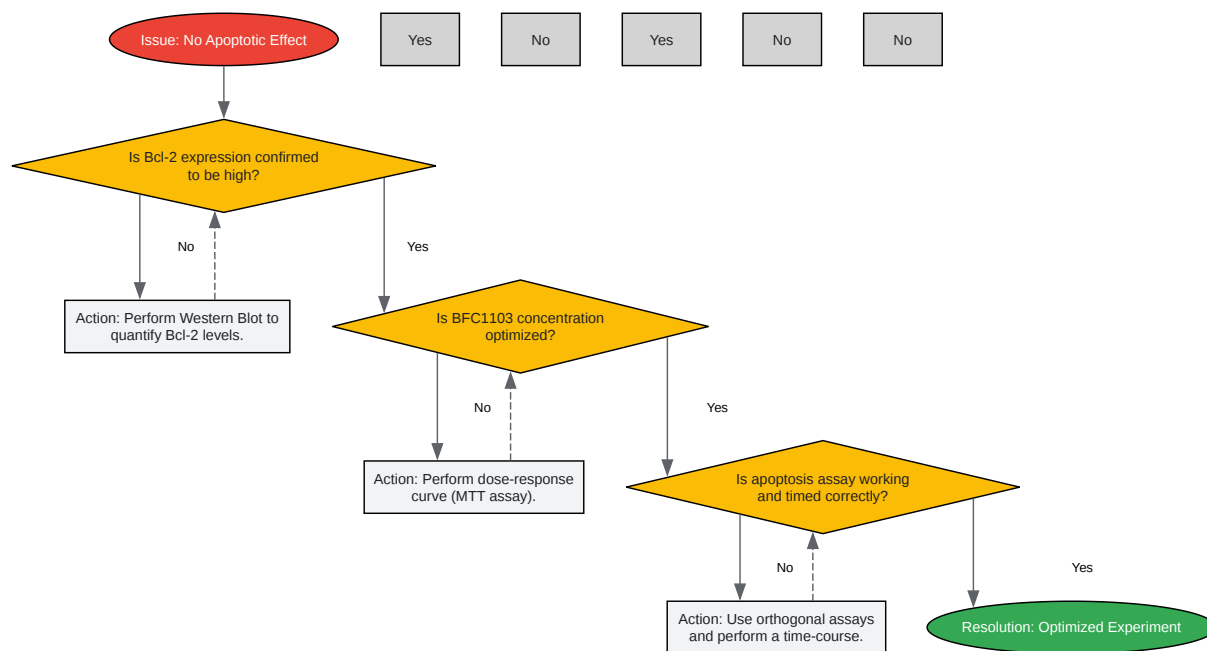 Issue: No Apoptotic Effect
Yes
No
Yes
No
No
Is Bcl-2 expression confirmed
to be high?
No
Yes
Action: Perform Western Blot to
quantify Bcl-2 levels.
Is BFC1103 concentration
optimized?
No
Yes
Action: Perform dose-response
curve (MTT assay).
Is apoptosis assay working
and timed correctly?
No
Yes
Action: Use orthogonal assays
and perform a time-course.
Resolution: Optimized Experiment